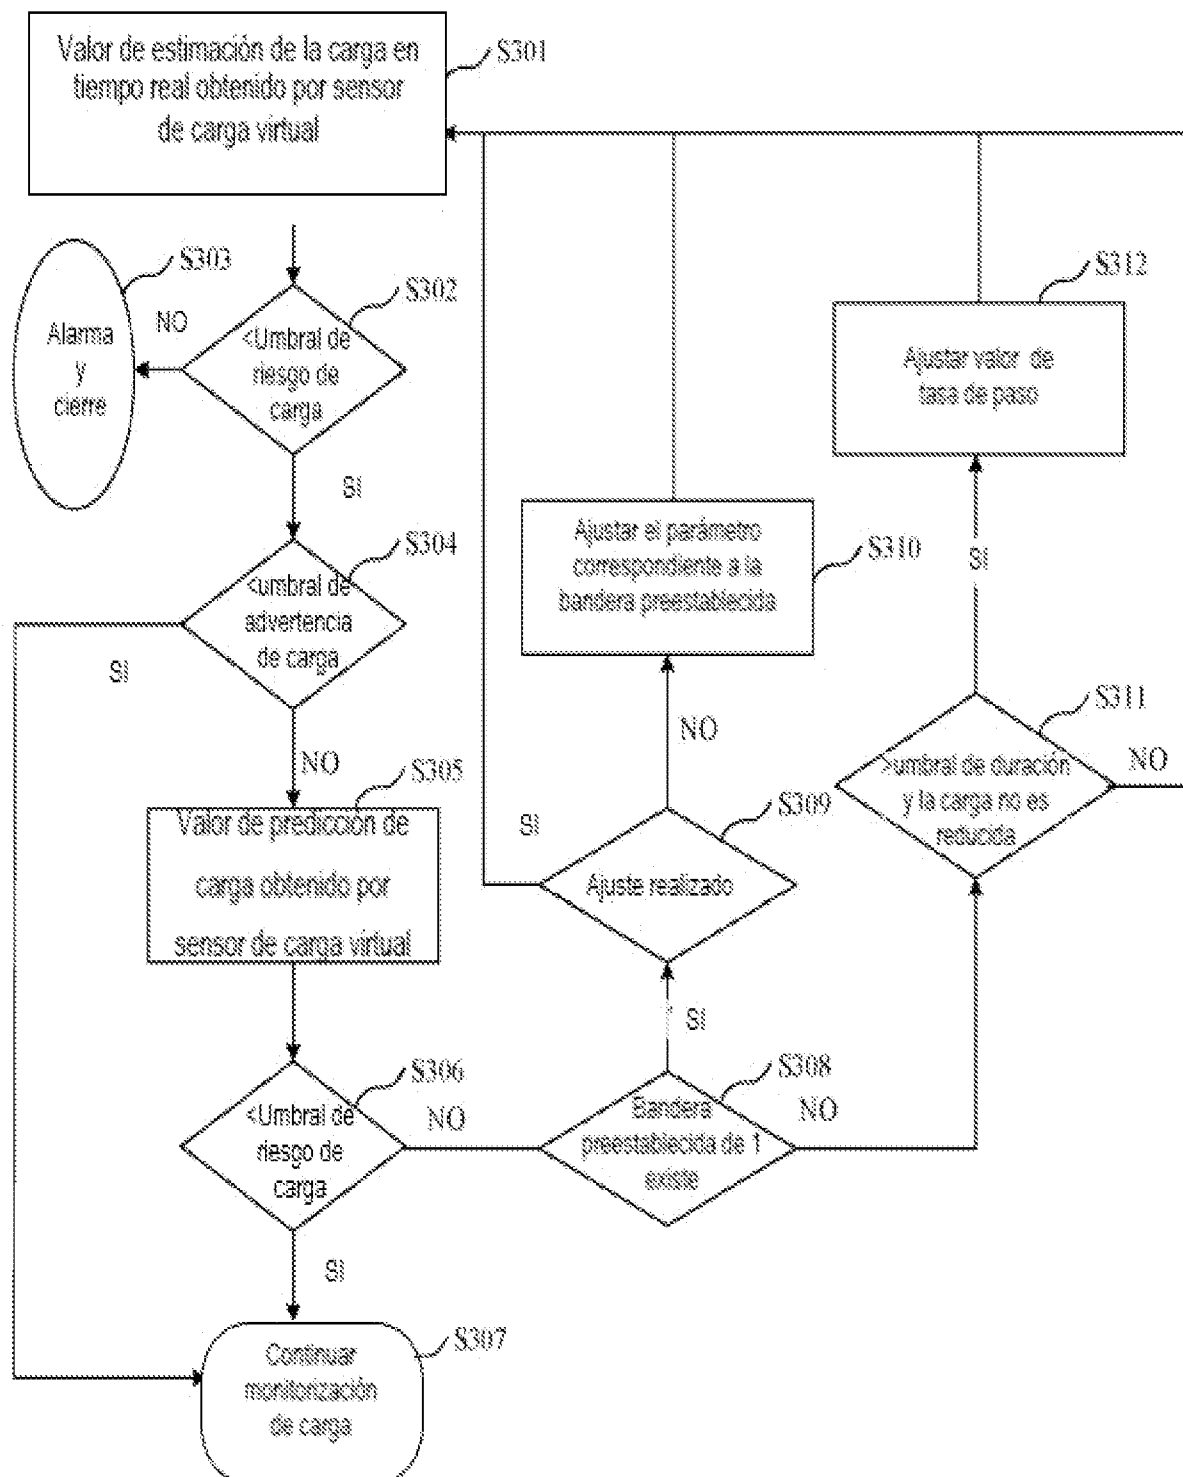 Valor de estimación de la carga en
tiempo real obtenido por sensor
de carga virtual
S301
S303
Alarma
y
cierre
NO
S302
<Umbral de
riesgo de
carga
SI
S304
<umbral de
advertencia
de carga
SI
NO
S305
Valor de predicción de
carga obtenido por
sensor de carga virtual
S306
<Umbral de
riesgo de
carga
NO
SI
S307
Continuar
monitorización
de carga
S308
Bandera
preestablecida de 1
existe
NO
SI
S309
Ajuste realizado
SI
NO
S310
Ajustar el parámetro
correspondiente a la
bandera preestablecida
S311
>umbral de duración
y la carga no es
reducida
NO
SI
S312
Ajustar valor de
tasa de paso